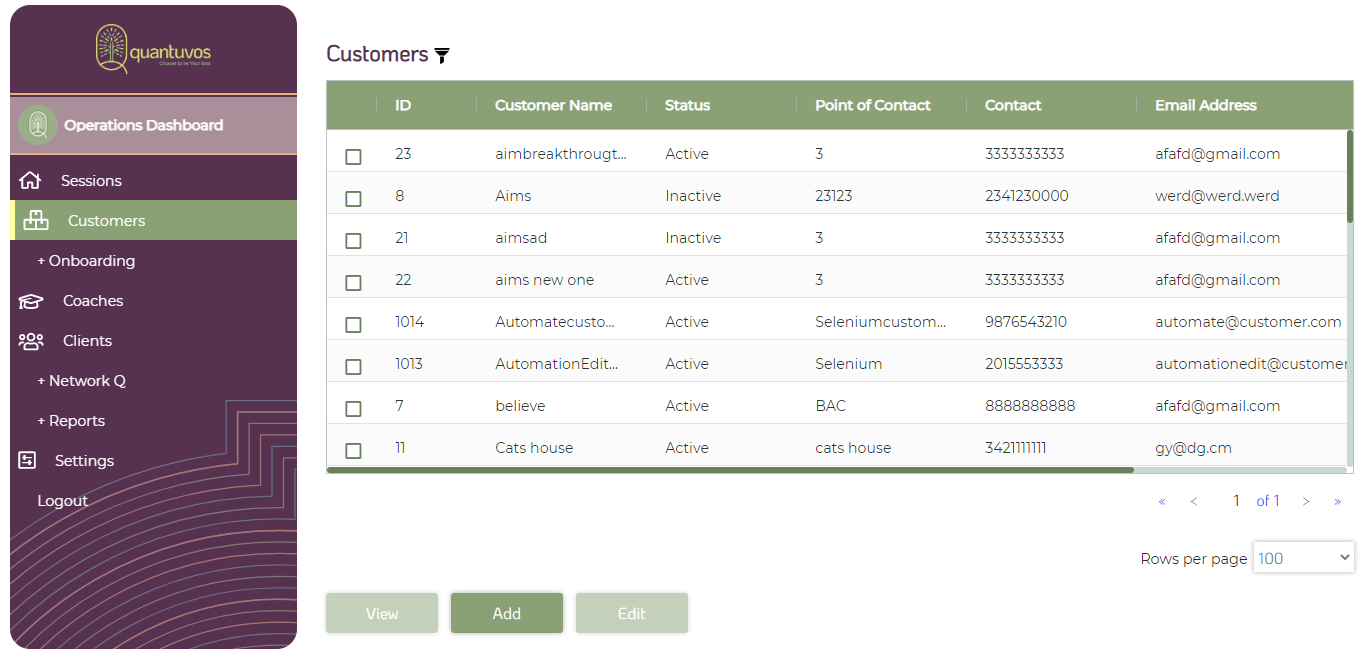 quantuvos
Choose to be Your Best
Operations Dashboard
Sessions
Customers
+ Onboarding
Coaches
Clients
+ Network Q
+ Reports
Settings
Logout
Customers
ID Customer Name Status Point of Contact Contact Email Address
23 aimbreakthrougt... Active 3 3333333333 afafd@gmail.com
8 Aims Inactive 23123 2341230000 werd@werd.werd
21 aimsad Inactive 3 3333333333 afafd@gmail.com
22 aims new one Active 3 3333333333 afafd@gmail.com
1014 Automatecusto... Active Seleniumcustom... 9876543210 automate@customer.com
1013 AutomationEdit... Active Selenium 2015553333 automationedit@customer
7 believe Active BAC 8888888888 afafd@gmail.com
11 Cats house Active cats house 3421111111 gy@dg.cm
« < 1 of 1 > »
Rows per page 100
View Add Edit